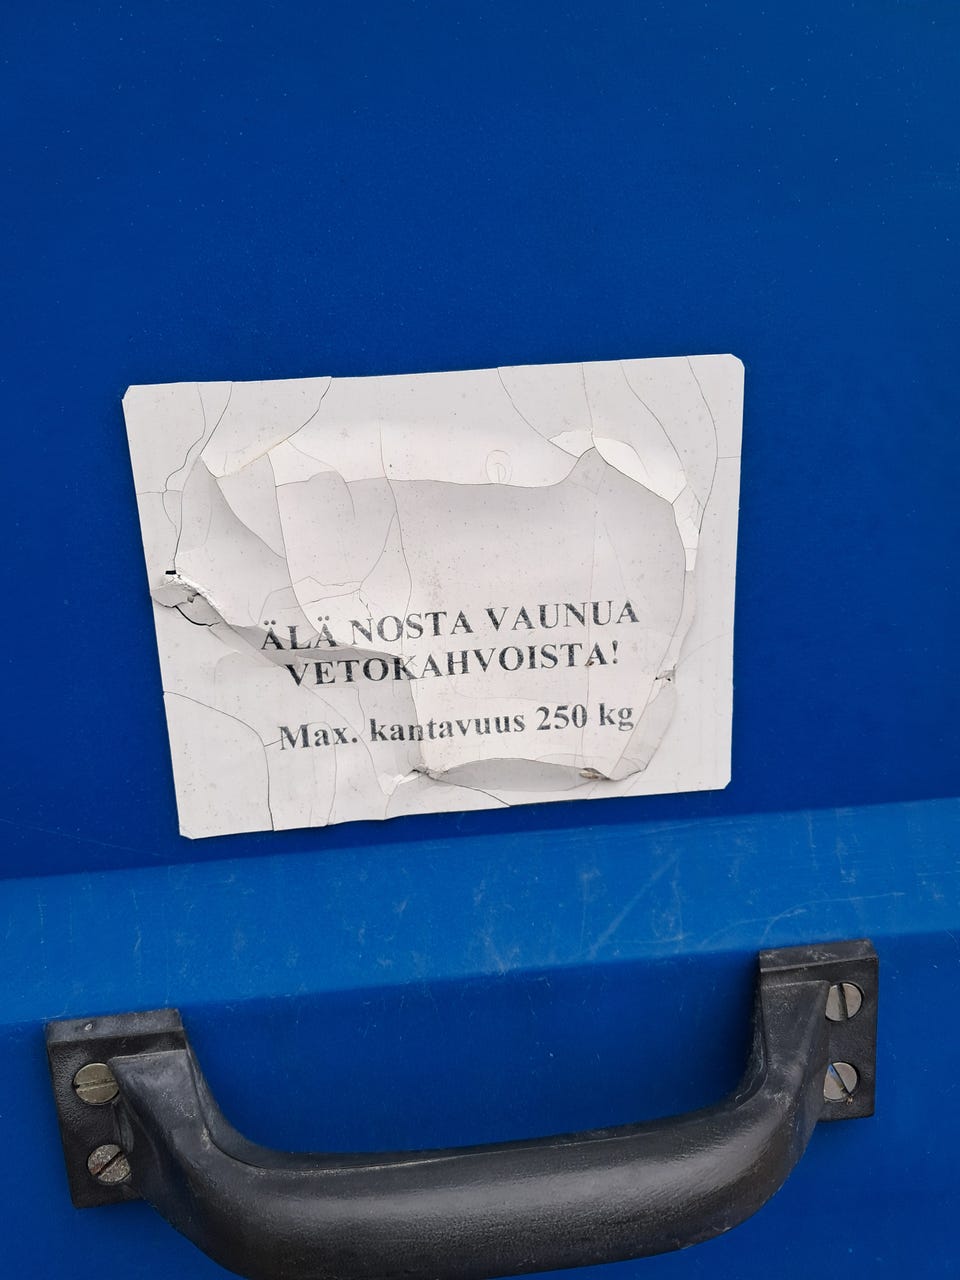 ÄLÄ NOSTA VAUNUA
VETOKAHVOISTA!
Max. kantavuus 250 kg